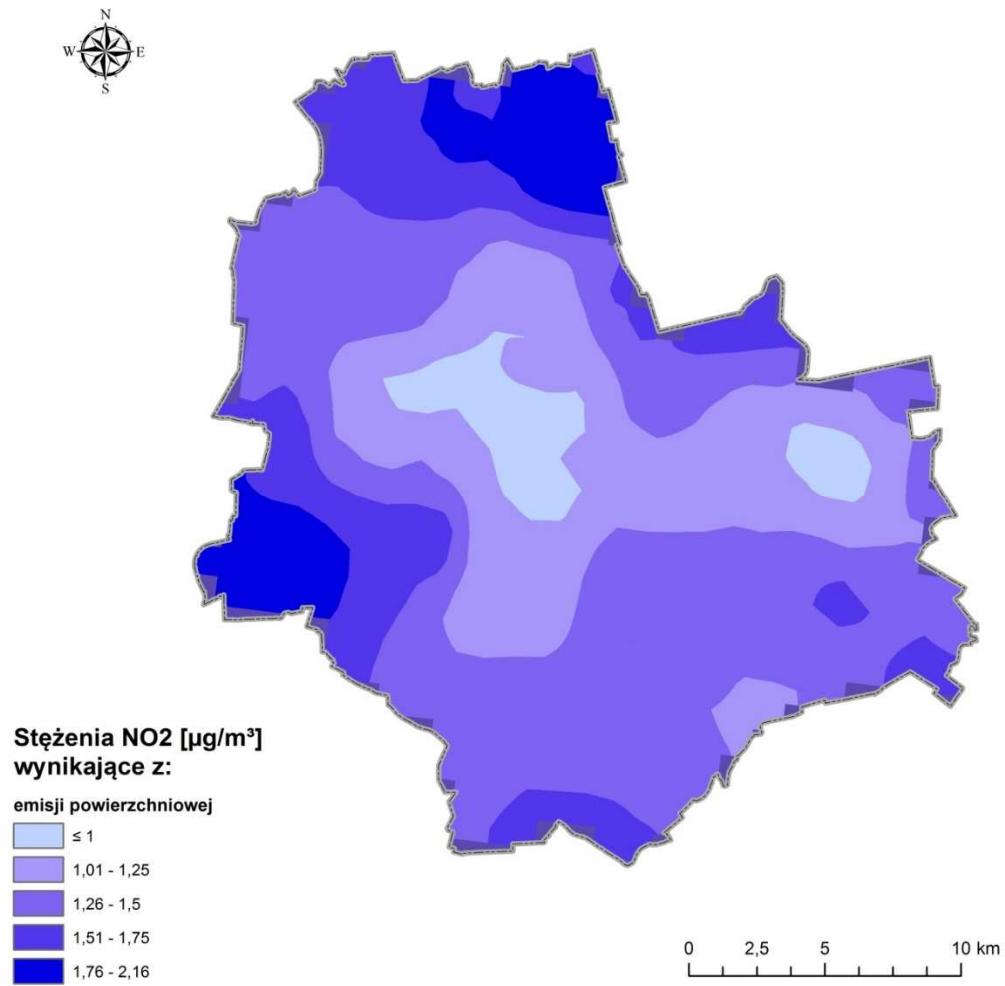 N
W E
S
Stężenia NO2 [µg/m³]
wynikające z:
emisji powierzchniowej
≤ 1
1,01 - 1,25
1,26 - 1,5
1,51 - 1,75
1,76 - 2,16
0 2,5 5 10 km